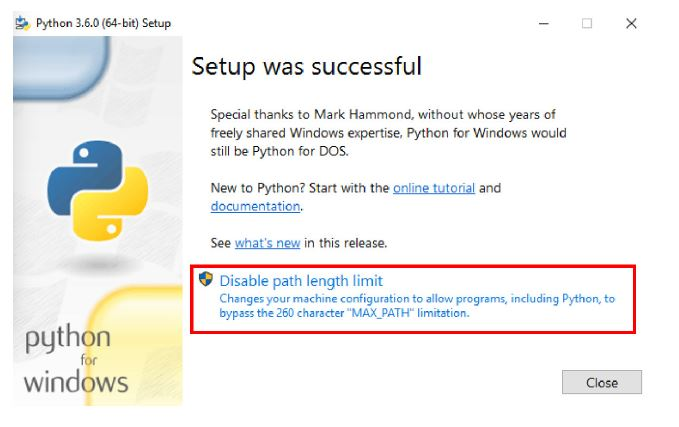 Python 3.6.0 (64-bit) Setup
Setup was successful
Special thanks to Mark Hammond, without whose years of
freely shared Windows expertise, Python for Windows would
still be Python for DOS.
New to Python? Start with the online tutorial and
documentation.
See what's new in this release.
Disable path length limit
Changes your machine configuration to allow programs, including Python, to
bypass the 260 character "MAX_PATH" limitation.
python
for
windows
Close